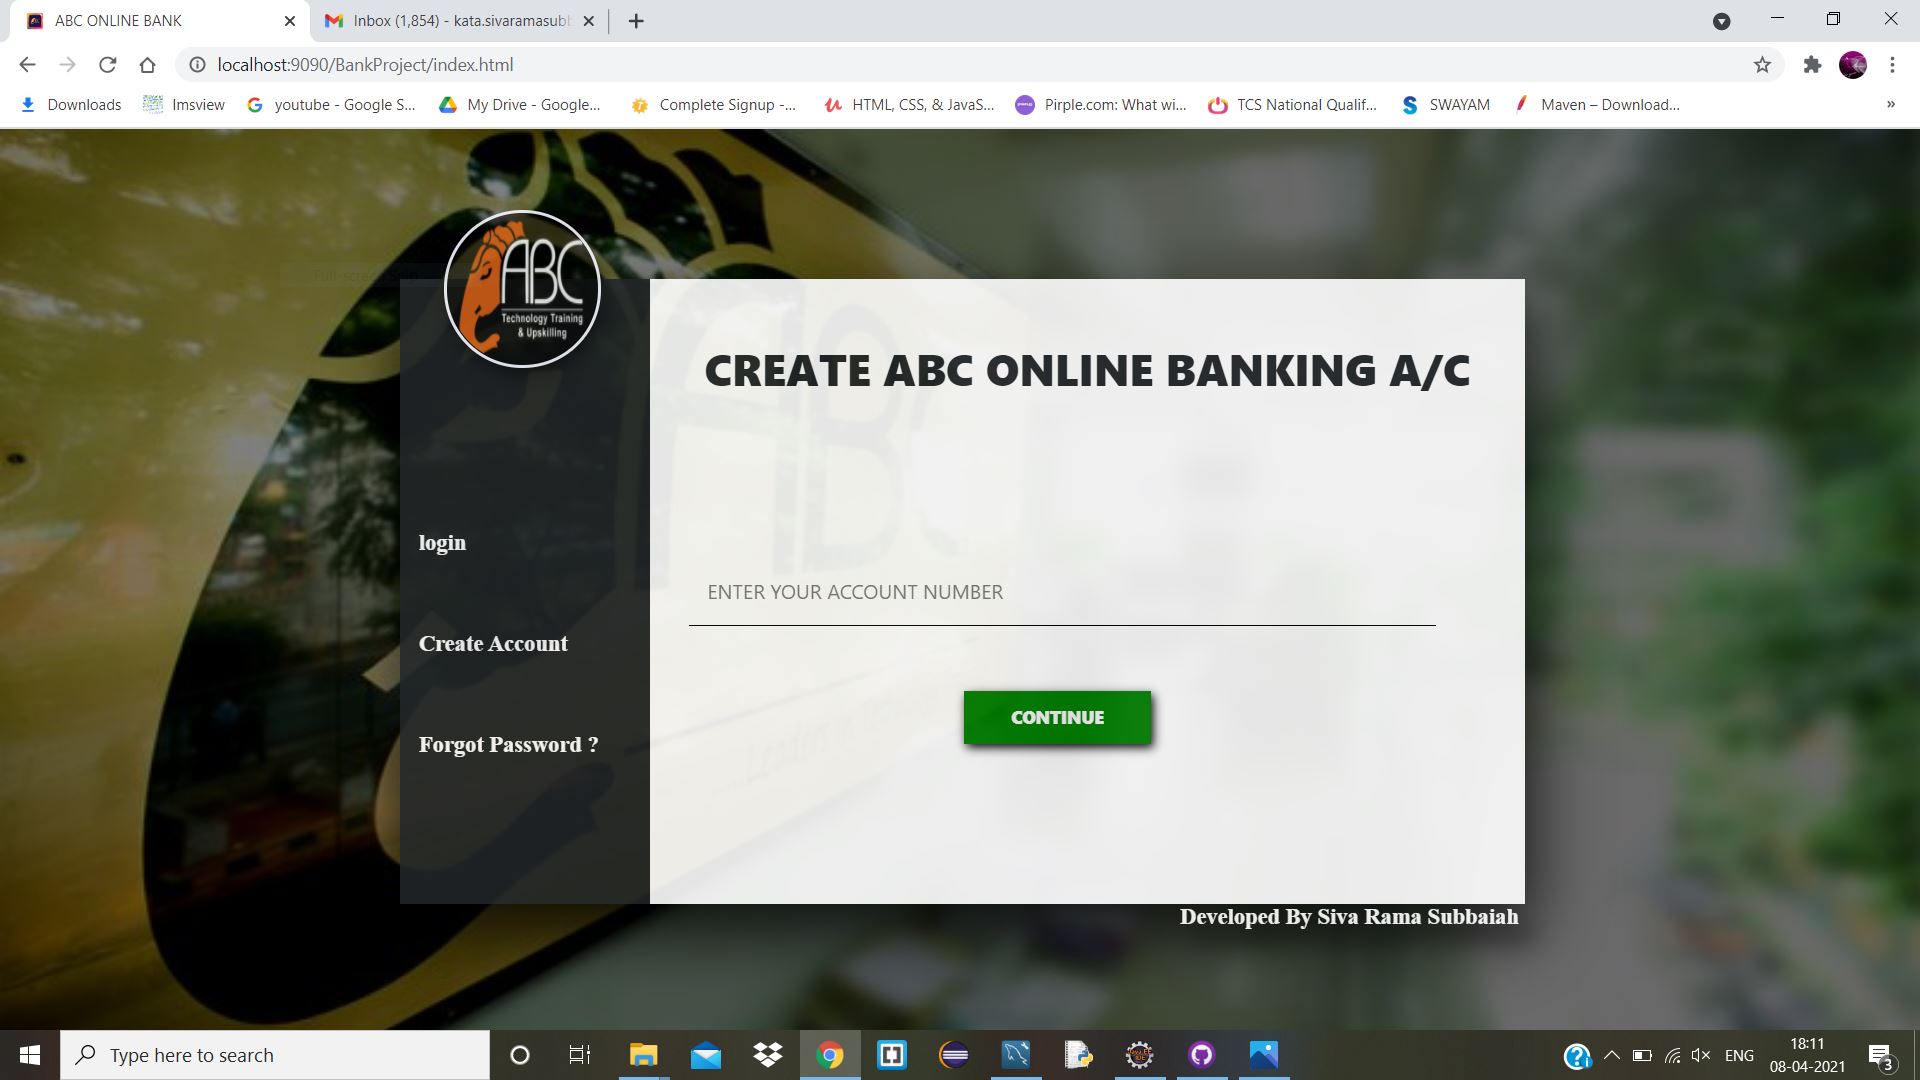 ABC ONLINE BANK
Inbox (1,854) - kata.sivaramasubb
localhost:9090/BankProject/index.html
Downloads
Imsview
youtube - Google S...
My Drive - Google...
Complete Signup -...
HTML, CSS, & JavaS...
Pirple.com: What wi...
TCS National Qualif...
SWAYAM
Maven – Download...
»
ABC
Technology Training
& Upskilling
CREATE ABC ONLINE BANKING A/C
login
ENTER YOUR ACCOUNT NUMBER
Create Account
CONTINUE
Forgot Password ?
Developed By Siva Rama Subbaiah
Type here to search
ENG
18:11
08-04-2021
3